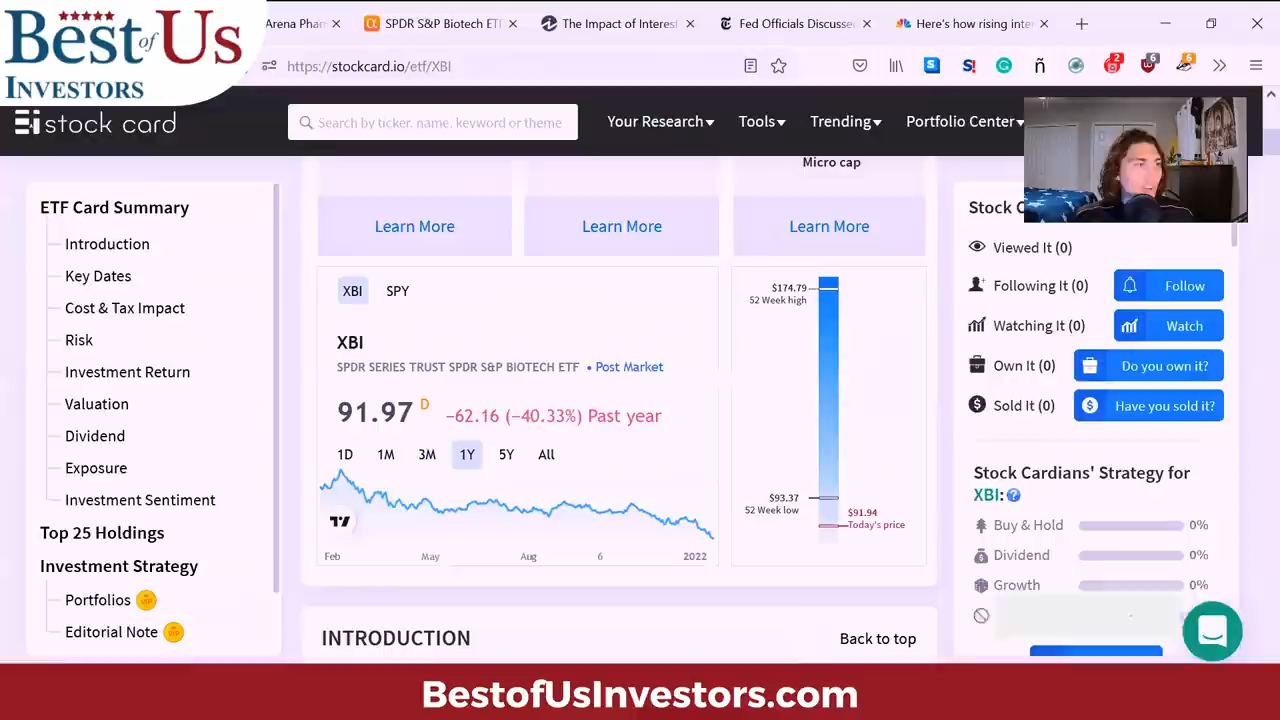 Best of Us
INVESTORS
Arena Phar
SPDR S&P Biotech ETF
The Impact of Interes
Fed Officials Discusse
Here's how rising inte
https://stockcard.io/etf/XBI
2
6
6
stock card
Search by ticker, name, keyword or theme
Your Research
Tools
Trending
Portfolio Center
ETF Card Summary
Introduction
Key Dates
Cost & Tax Impact
Risk
Investment Return
Valuation
Dividend
Exposure
Investment Sentiment
Top 25 Holdings
Investment Strategy
Portfolios VIP
Editorial Note VIP
Micro cap
Learn More
Learn More
Learn More
XBI SPY
XBI
SPDR SERIES TRUST SPDR S&P BIOTECH ETF • Post Market
91.97 D −62.16 (−40.33%) Past year
1D 1M 3M 1Y 5Y All
Feb May Aug 6 2022
$174.79
52 Week high
$93.37
52 Week low
$91.94
Today's price
INTRODUCTION
Back to top
Stock C
Viewed It (0)
Following It (0) Follow
Watching It (0) Watch
Own It (0) Do you own it?
Sold It (0) Have you sold it?
Stock Cardians' Strategy for
XBI: ?
Buy & Hold 0%
Dividend 0%
Growth 0%
BestofUsInvestors.com